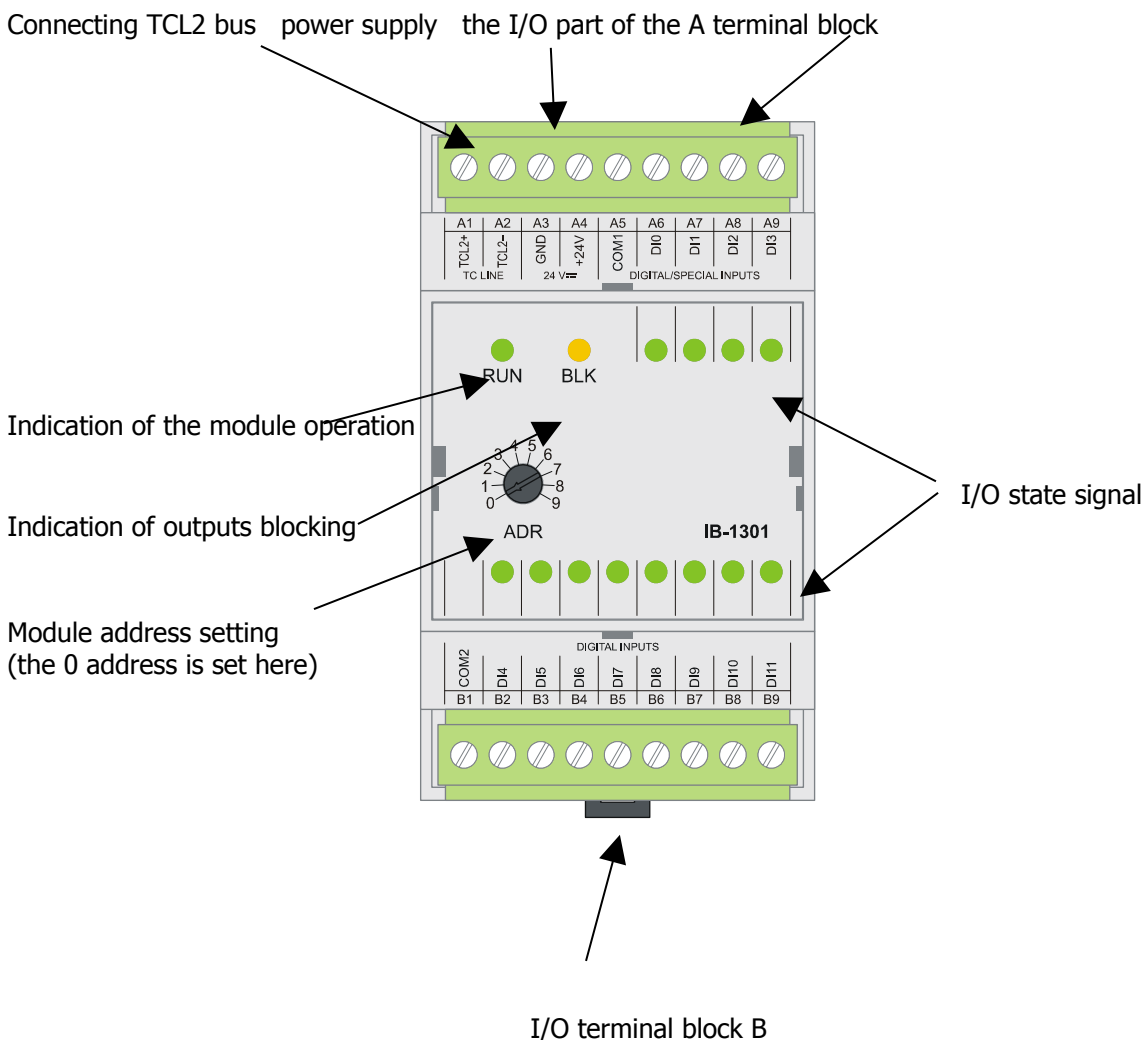 Connecting TCL2 bus power supply the I/O part of the A terminal block
A1 A2 A3 A4 A5 A6 A7 A8 A9
TCL2+ TCL2- GND +24V COM1 DI0 DI1 DI2 DI3
TC LINE 24 V⎓ DIGITAL/SPECIAL INPUTS
RUN BLK
Indication of the module operation
0 1 2 3 4 5 6 7 8 9
I/O state signal
Indication of outputs blocking
ADR IB-1301
Module address setting
(the 0 address is set here)
DIGITAL INPUTS
COM2 DI4 DI5 DI6 DI7 DI8 DI9 DI10 DI11
B1 B2 B3 B4 B5 B6 B7 B8 B9
I/O terminal block B